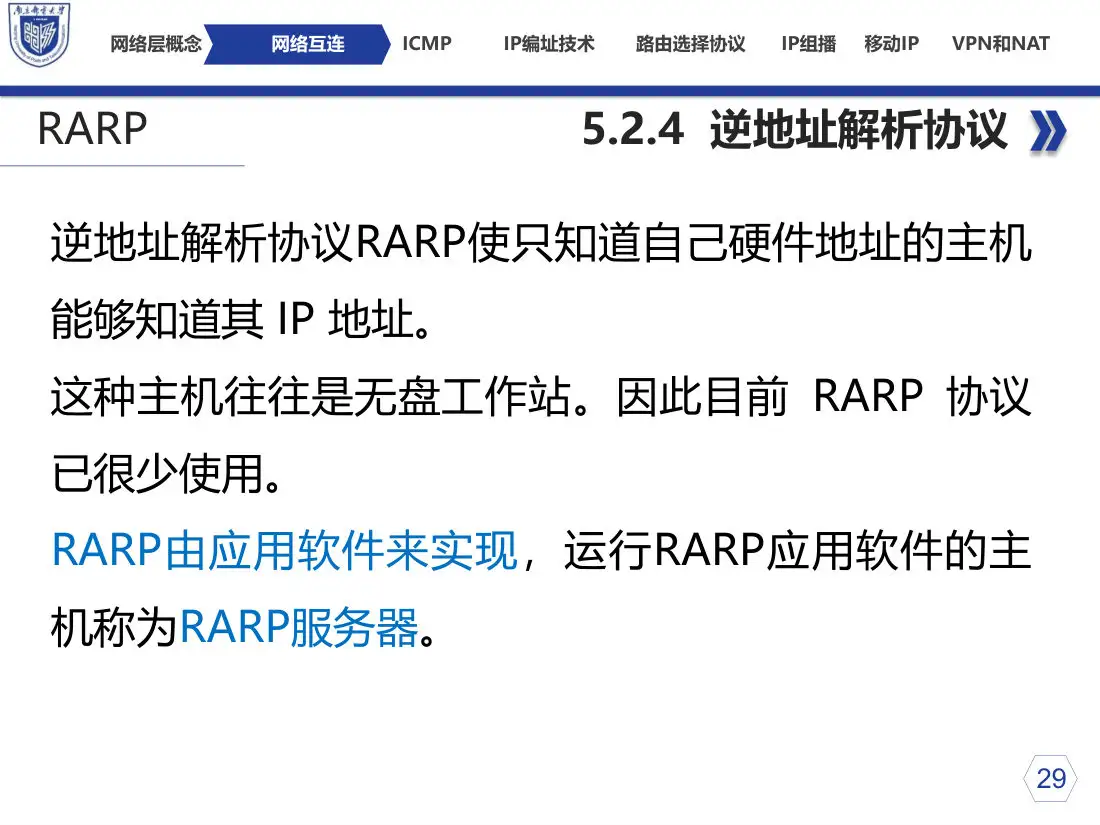 网络层概念 网络互连 ICMP IP编址技术 路由选择协议 IP组播 移动IP VPN和NAT
RARP
5.2.4 逆地址解析协议
逆地址解析协议RARP使只知道自己硬件地址的主机
能够知道其 IP 地址。
这种主机往往是无盘工作站。因此目前 RARP 协议
已很少使用。
RARP由应用软件来实现，运行RARP应用软件的主
机称为RARP服务器。
29